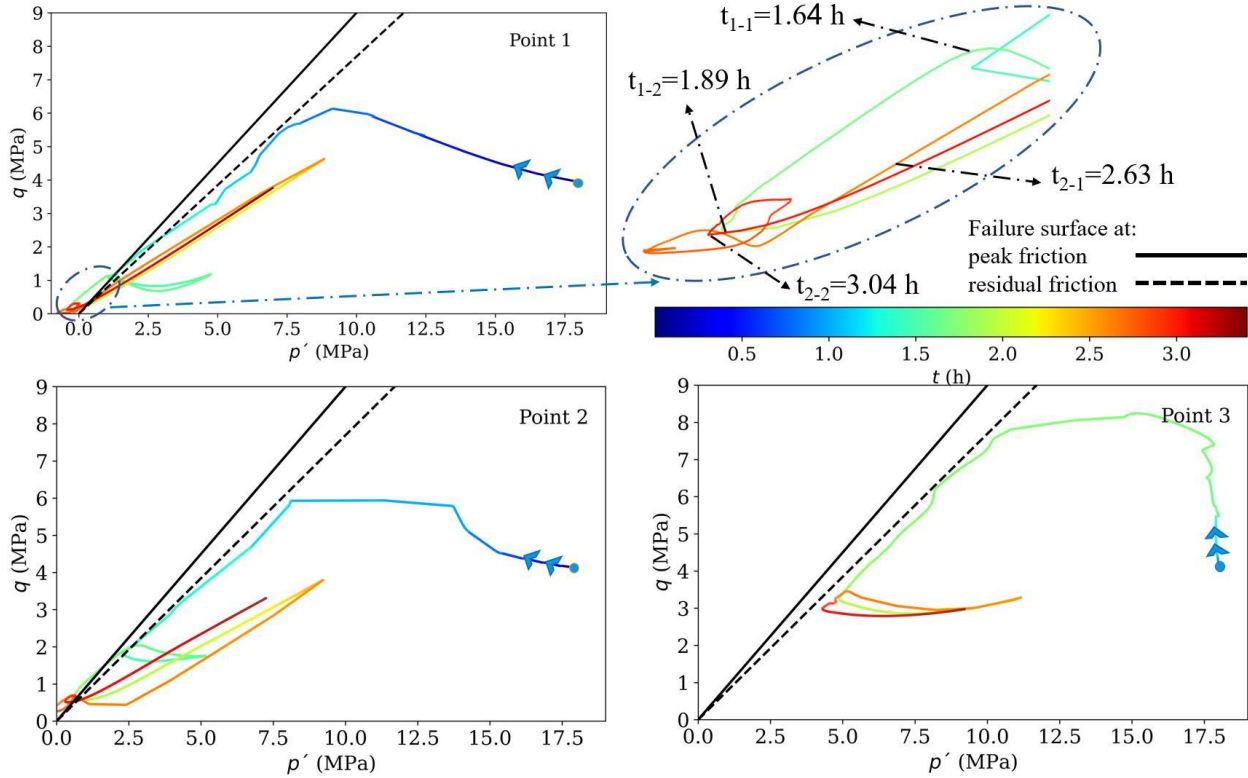 Point 1
9
8
7
6
5
4
3
2
1
0
q (MPa)
0.0 2.5 5.0 7.5 10.0 12.5 15.0 17.5
p´ (MPa)
t1-1=1.64 h
t1-2=1.89 h
t2-1=2.63 h
t2-2=3.04 h
Failure surface at:
peak friction
residual friction
0.5 1.0 1.5 2.0 2.5 3.0
t (h)
Point 2
9
8
7
6
5
4
3
2
1
0
q (MPa)
0.0 2.5 5.0 7.5 10.0 12.5 15.0 17.5
p´ (MPa)
Point 3
9
8
7
6
5
4
3
2
1
0
q (MPa)
0.0 2.5 5.0 7.5 10.0 12.5 15.0 17.5
p´ (MPa)